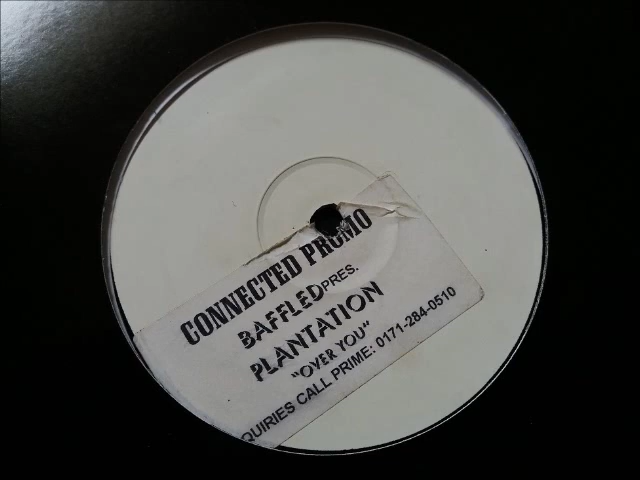 CONNECTED PROMO
BAFFLED PRES.
PLANTATION
"OVER YOU"
QUIRIES CALL PRIME: 0171-284-0510